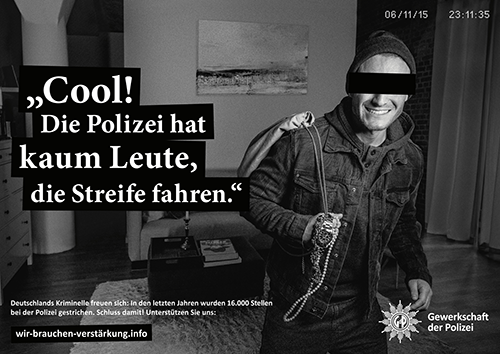 06/11/15 23:11:35
„Cool!
Die Polizei hat
kaum Leute,
die Streife fahren.“
Deutschlands Kriminelle freuen sich: In den letzten Jahren wurden 16.000 Stellen
bei der Polizei gestrichen. Schluss damit! Unterstützen Sie uns:
wir-brauchen-verstärkung.info
GdP
Gewerkschaft
der Polizei